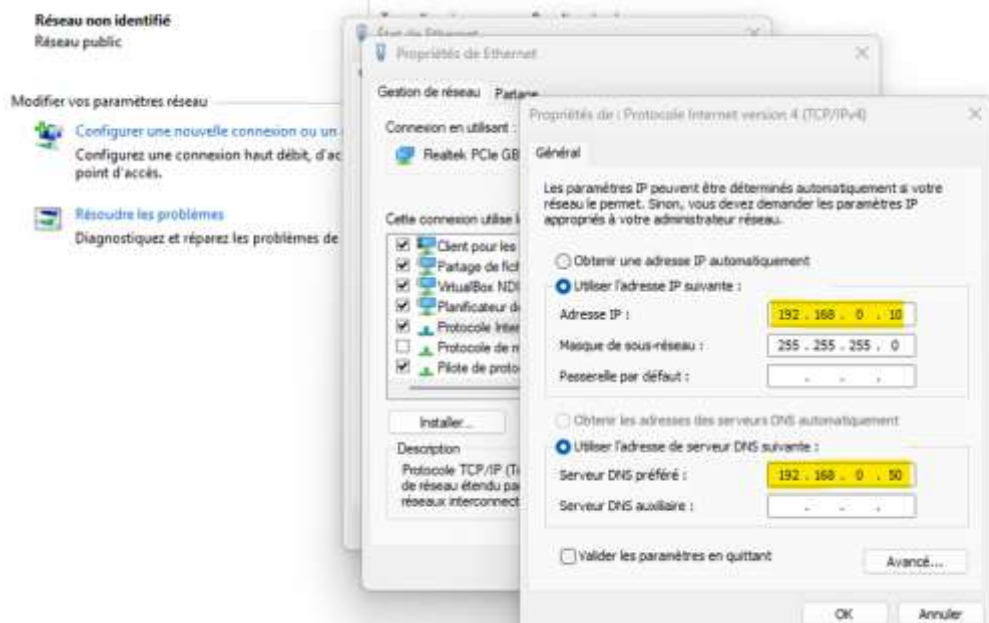 Réseau non identifié
Réseau public
Modifier vos paramètres réseau
Configurer une nouvelle connexion ou un
Configurez une connexion haut débit, d'ac
point d'accès.
Résoudre les problèmes
Diagnostiquez et réparez les problèmes de
État de Ethernet
Propriétés de Ethernet
Gestion de réseau Partage
Connexion en utilisant :
Realtek PCIe GB
Cette connexion utilise l
Client pour les
Partage de fich
VirtualBox NDI
Planificateur d
Protocole Inter
Protocole de m
Pilote de proto
Installer...
Description
Protocole TCP/IP (Tr
de réseau étendu pa
réseaux interconnect
Propriétés de : Protocole Internet version 4 (TCP/IPv4)
Général
Les paramètres IP peuvent être déterminés automatiquement si votre
réseau le permet. Sinon, vous devez demander les paramètres IP
appropriés à votre administrateur réseau.
Obtenir une adresse IP automatiquement
Utiliser l'adresse IP suivante :
Adresse IP : 192 . 168 . 0 . 10
Masque de sous-réseau : 255 . 255 . 255 . 0
Passerelle par défaut : . . .
Obtenir les adresses des serveurs DNS automatiquement
Utiliser l'adresse de serveur DNS suivante :
Serveur DNS préféré : 192 . 168 . 0 . 50
Serveur DNS auxiliaire : . . .
Valider les paramètres en quittant
Avancé...
OK Annuler